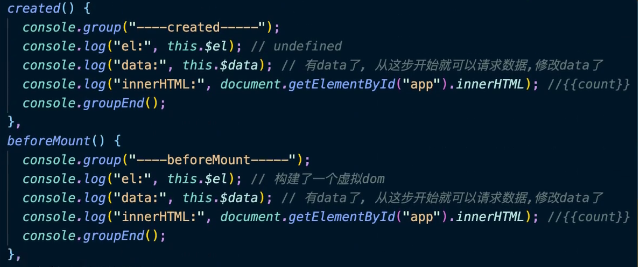 created() {
console.group("----created-----");
console.log("el:", this.$el); // undefined
console.log("data:", this.$data); // 有data了, 从这步开始就可以请求数据,修改data了
console.log("innerHTML:", document.getElementById("app").innerHTML); //{{count}}
console.groupEnd();
},
beforeMount() {
console.group("----beforeMount-----");
console.log("el:", this.$el); // 构建了一个虚拟dom
console.log("data:", this.$data); // 有data了, 从这步开始就可以请求数据,修改data了
console.log("innerHTML:", document.getElementById("app").innerHTML); //{{count}}
console.groupEnd();
},